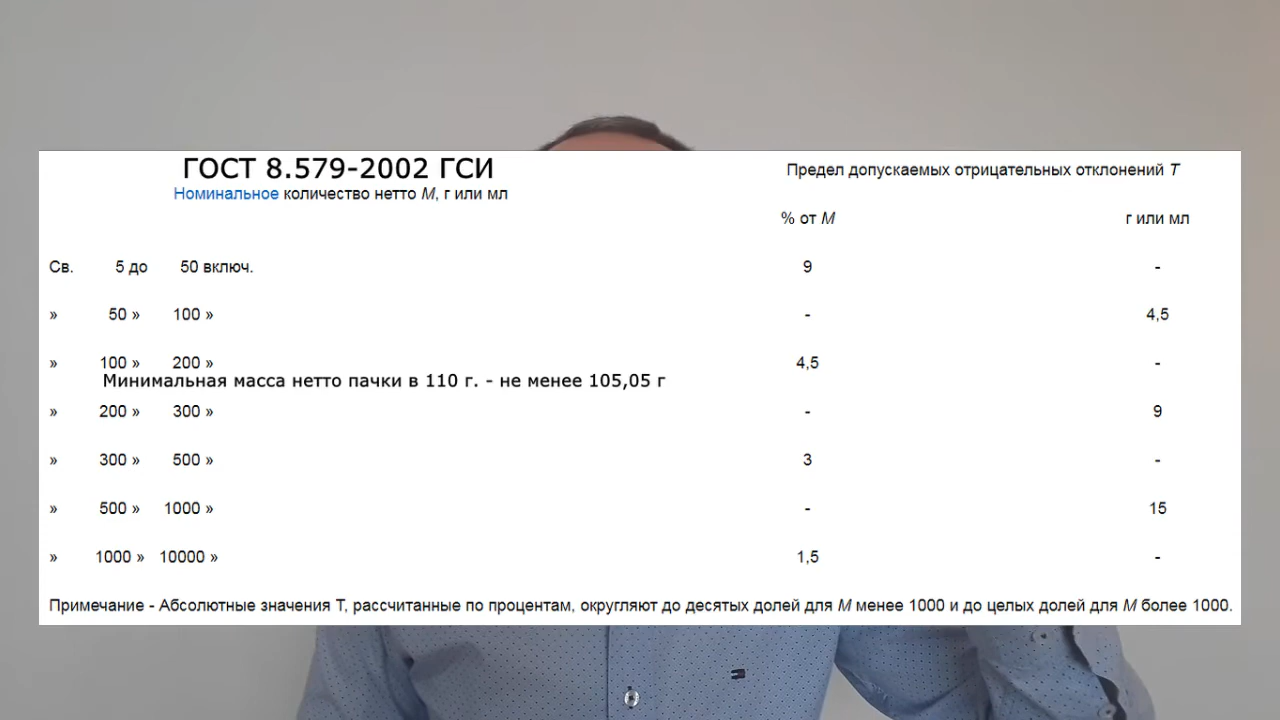 ГОСТ 8.579-2002 ГСИ
Номинальное количество нетто M, г или мл
Предел допускаемых отрицательных отклонений T
% от M г или мл
Св. 5 до 50 включ. 9 -
» 50 » 100 » - 4,5
» 100 » 200 » 4,5 -
Минимальная масса нетто пачки в 110 г. - не менее 105,05 г
» 200 » 300 » - 9
» 300 » 500 » 3 -
» 500 » 1000 » - 15
» 1000 » 10000 » 1,5 -
Примечание - Абсолютные значения Т, рассчитанные по процентам, округляют до десятых долей для M менее 1000 и до целых долей для M более 1000.